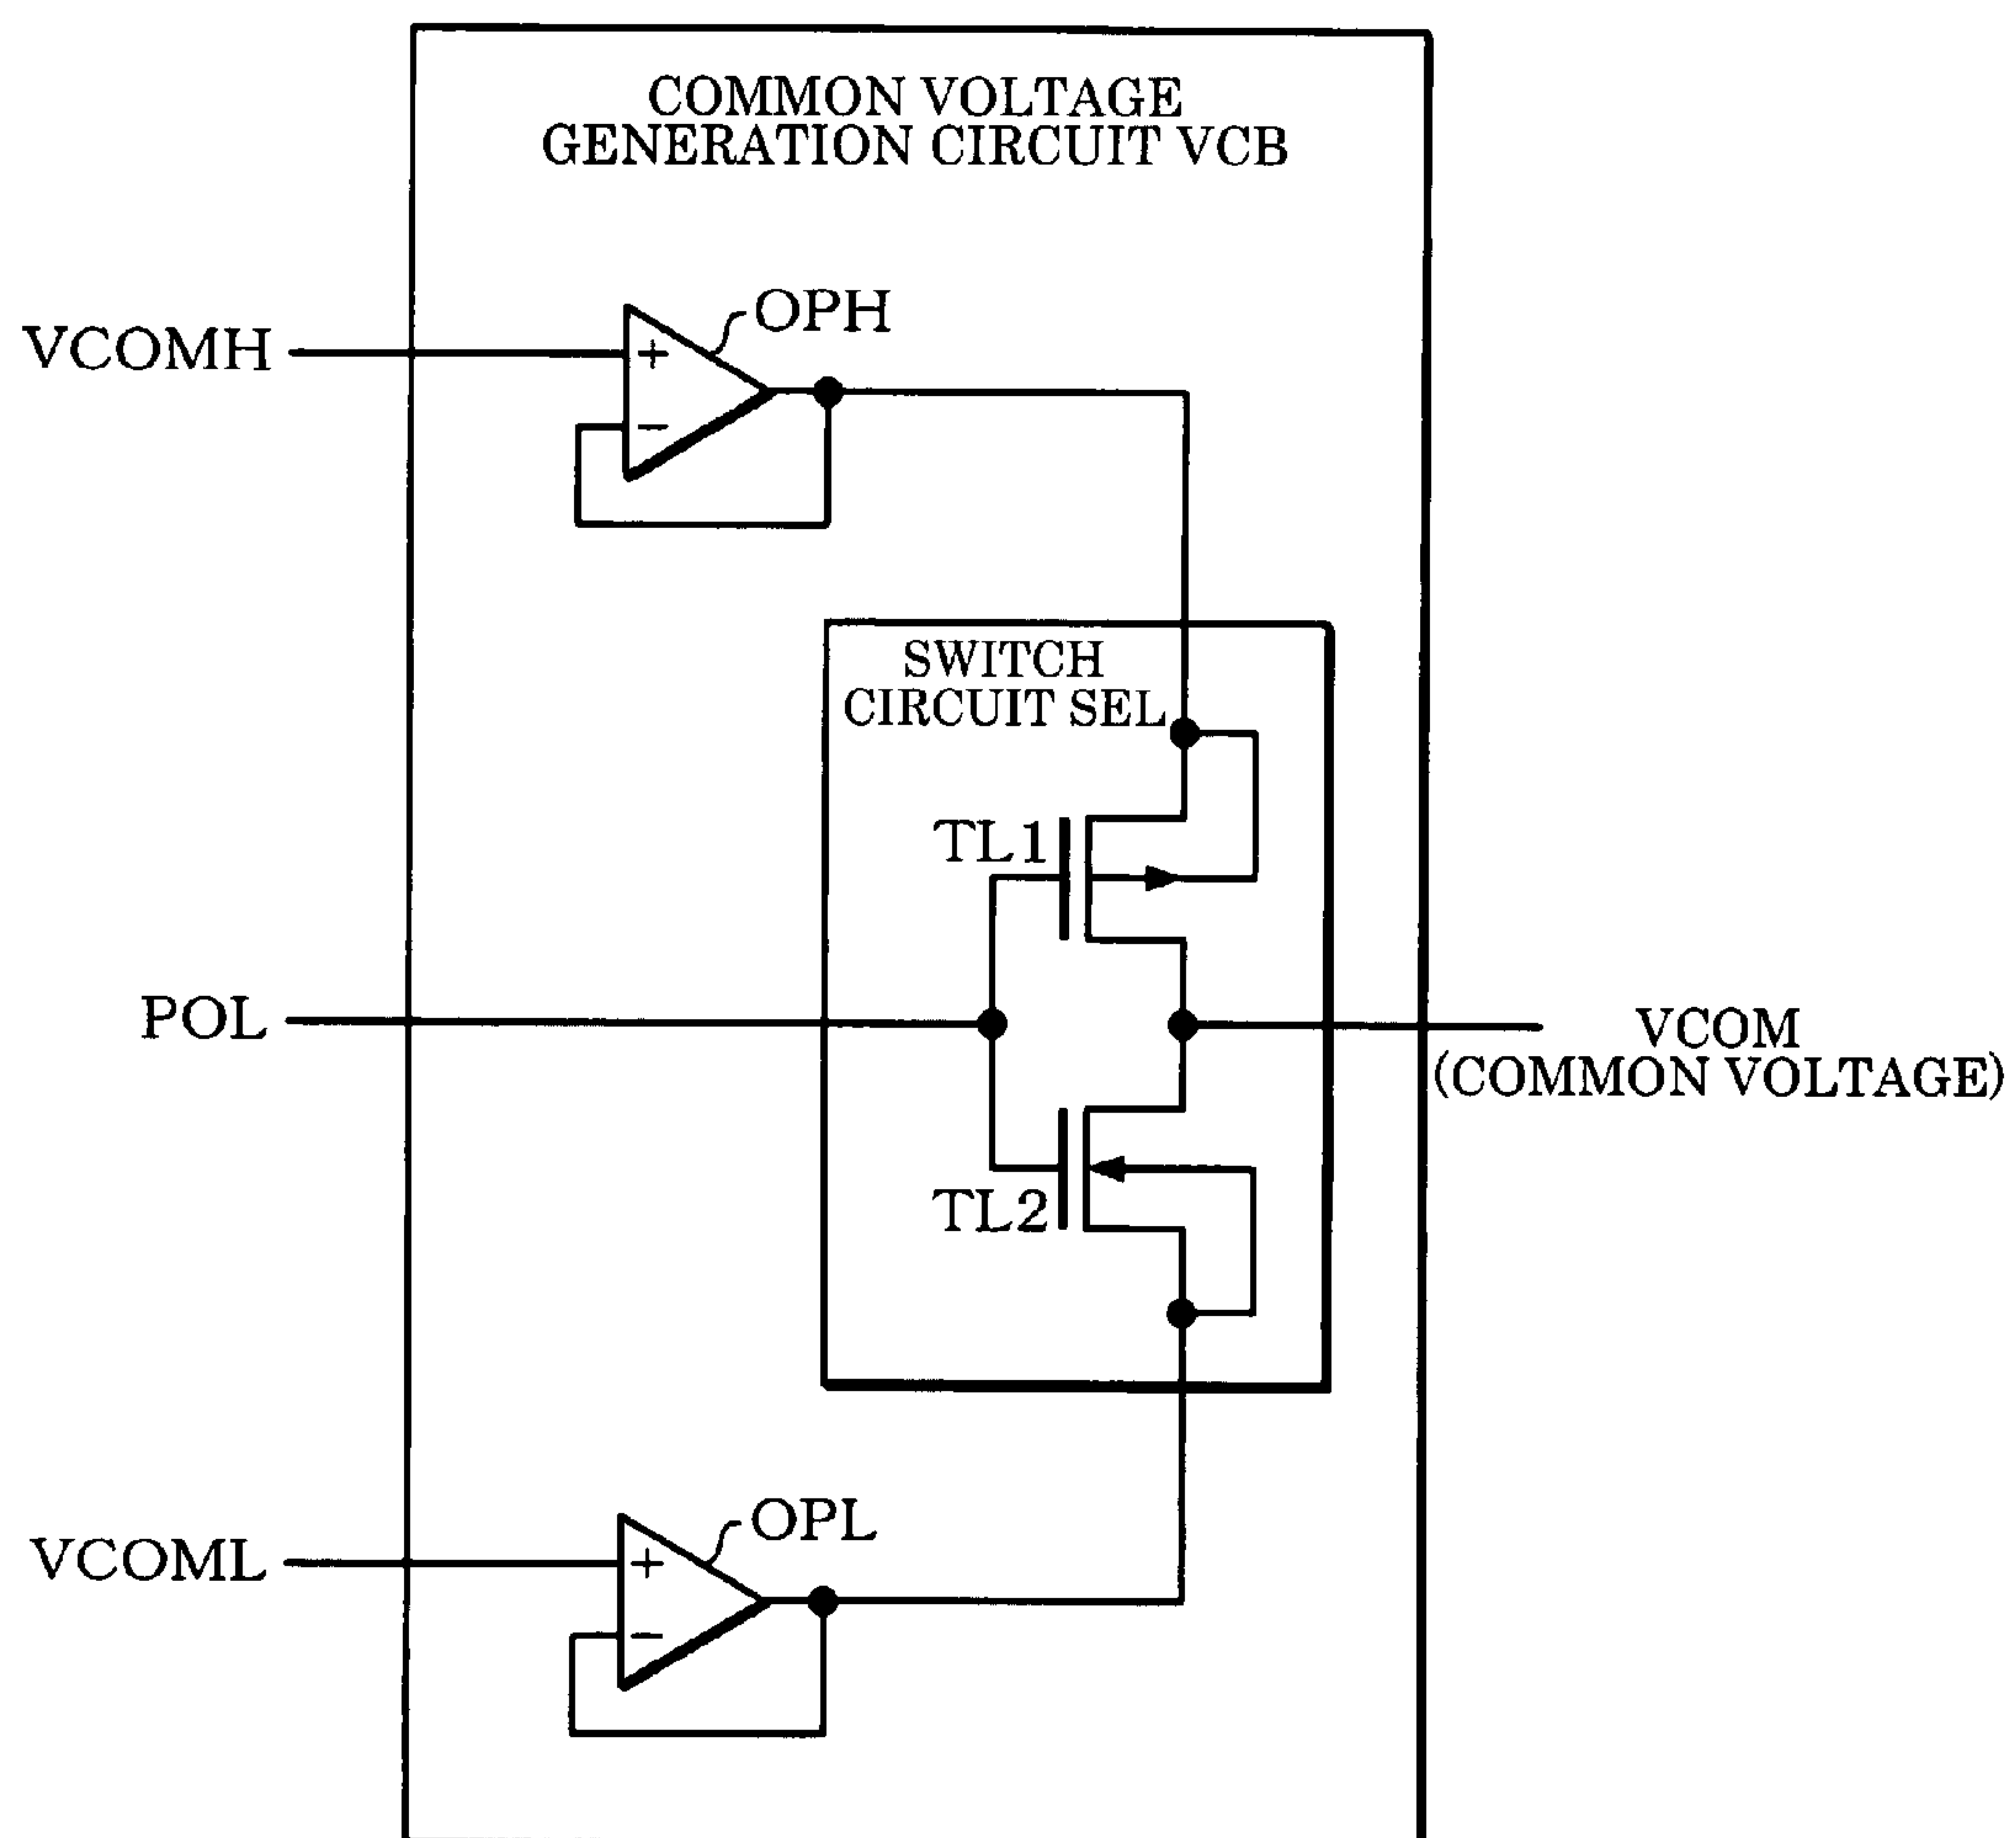 COMMON VOLTAGE
GENERATION CIRCUIT VCB
OPH
VCOMH
+
−
SWITCH
CIRCUIT SEL
TL1
POL
VCOM
(COMMON VOLTAGE)
TL2
OPL
VCOML
+
−